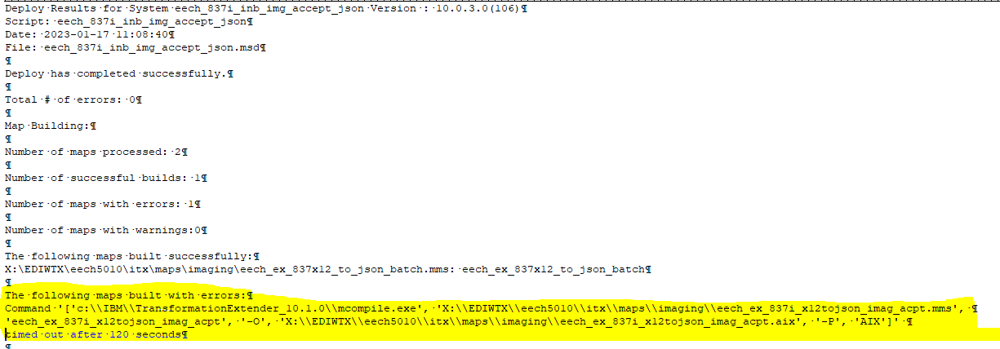 Deploy Results for System eech_837i_inb_img_accept_json Version : 10.0.3.0(106)¶
Script: eech_837i_inb_img_accept_json¶
Date: 2023-01-17 11:08:40¶
File: eech_837i_inb_img_accept_json.msd¶
¶
Deploy has completed successfully.¶
¶
Total # of errors: 0¶
¶
Map Building:¶
¶
Number of maps processed: 2¶
¶
Number of successful builds: 1¶
¶
Number of maps with errors: 1¶
¶
Number of maps with warnings:0¶
¶
The following maps built successfully:¶
X:\EDIWTX\eech5010\itx\maps\imaging\eech_ex_837x12_to_json_batch.mms: eech_ex_837x12_to_json_batch¶
¶
The following maps built with errors:¶
Command '['c:\\IBM\\TransformationExtender_10.1.0\\mcompile.exe', 'X:\\EDIWTX\\eech5010\\itx\\maps\\imaging\\eech_ex_837i_x12tojson_imag_acpt.mms', ¶
'eech_ex_837i_x12tojson_imag_acpt', '-O', 'X:\\EDIWTX\\eech5010\\itx\\maps\\imaging\\eech_ex_837i_x12tojson_imag_acpt.aix', '-P', 'AIX']' ¶
timed out after 120 seconds¶
¶